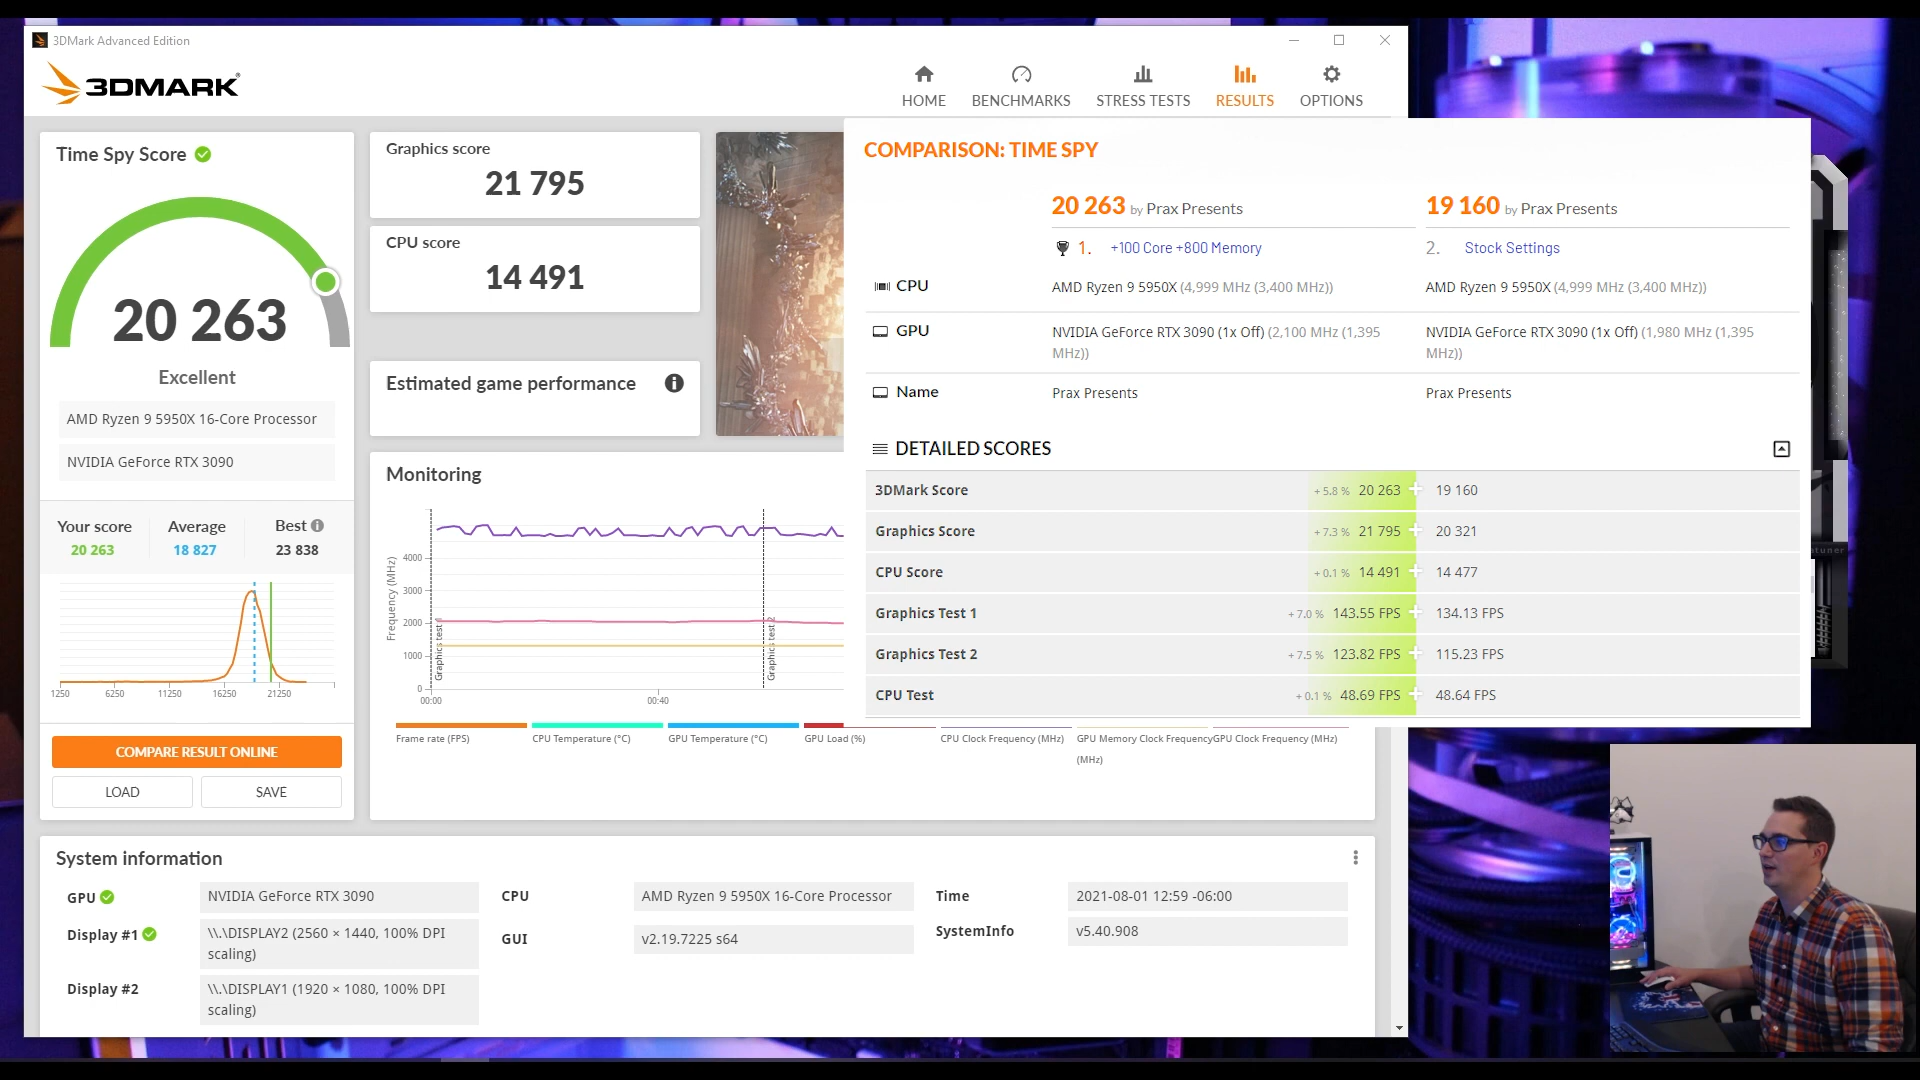 3DMark Advanced Edition
3DMARK
HOME
BENCHMARKS
STRESS TESTS
RESULTS
OPTIONS
Time Spy Score
20 263
Excellent
AMD Ryzen 9 5950X 16-Core Processor
NVIDIA GeForce RTX 3090
Your score
20 263
Average
18 827
Best
23 838
1250 6250 11250 16250 21250
COMPARE RESULT ONLINE
LOAD
SAVE
Graphics score
21 795
CPU score
14 491
Estimated game performance
Monitoring
Frequency (MHz)
4000
3000
2000
1000
0
Graphics test
Graphics test 2
00:00 00:40
Frame rate (FPS)
CPU Temperature (°C)
GPU Temperature (°C)
GPU Load (%)
CPU Clock Frequency (MHz)
GPU Memory Clock Frequency
(MHz)
GPU Clock Frequency (MHz)
COMPARISON: TIME SPY
20 263 by Prax Presents
19 160 by Prax Presents
1. +100 Core +800 Memory
2. Stock Settings
CPU
AMD Ryzen 9 5950X (4,999 MHz (3,400 MHz))
AMD Ryzen 9 5950X (4,999 MHz (3,400 MHz))
GPU
NVIDIA GeForce RTX 3090 (1x Off) (2,100 MHz (1,395
MHz))
NVIDIA GeForce RTX 3090 (1x Off) (1,980 MHz (1,395
MHz))
Name
Prax Presents
Prax Presents
DETAILED SCORES
3DMark Score + 5.8 % 20 263 19 160
Graphics Score + 7.3 % 21 795 20 321
CPU Score + 0.1 % 14 491 14 477
Graphics Test 1 + 7.0 % 143.55 FPS 134.13 FPS
Graphics Test 2 + 7.5 % 123.82 FPS 115.23 FPS
CPU Test + 0.1 % 48.69 FPS 48.64 FPS
System information
GPU
NVIDIA GeForce RTX 3090
Display #1
\\.\DISPLAY2 (2560 × 1440, 100% DPI
scaling)
Display #2
\\.\DISPLAY1 (1920 × 1080, 100% DPI
scaling)
CPU
AMD Ryzen 9 5950X 16-Core Processor
GUI
v2.19.7225 s64
Time
2021-08-01 12:59 -06:00
SystemInfo
v5.40.908